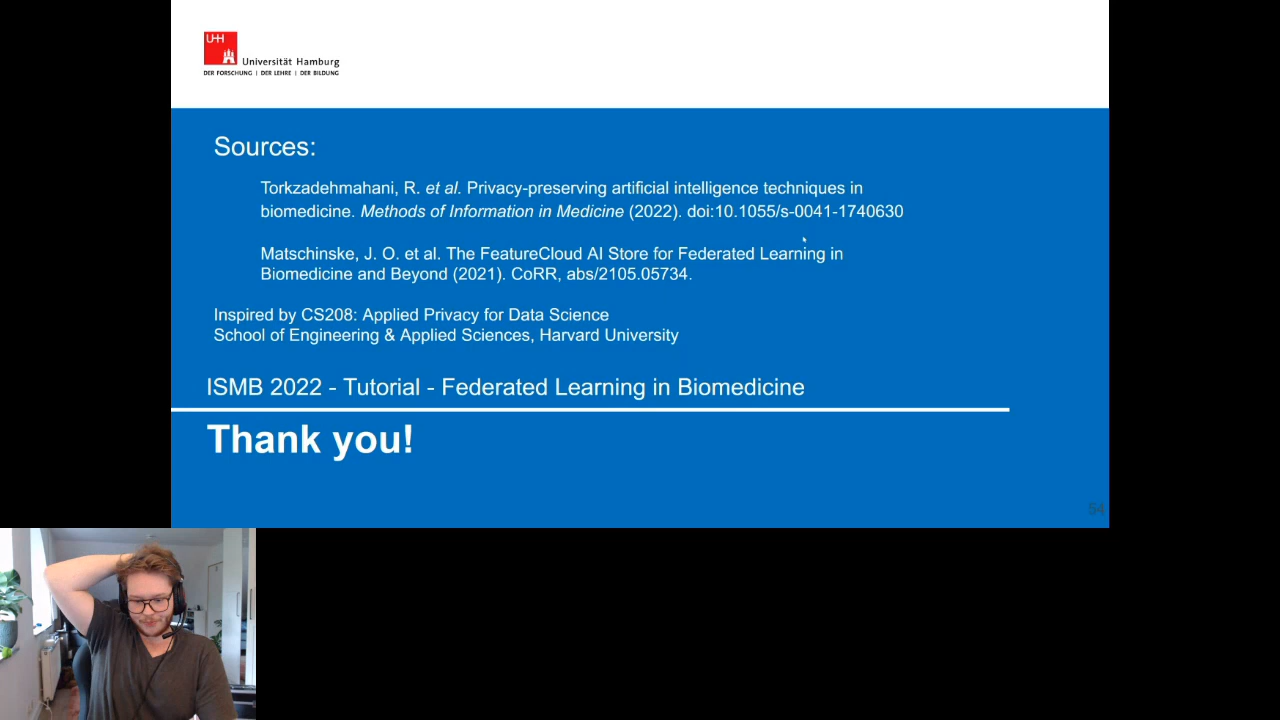 UHH
Universität Hamburg
DER FORSCHUNG | DER LEHRE | DER BILDUNG
Sources:
Torkzadehmahani, R. et al. Privacy-preserving artificial intelligence techniques in
biomedicine. Methods of Information in Medicine (2022). doi:10.1055/s-0041-1740630
Matschinske, J. O. et al. The FeatureCloud AI Store for Federated Learning in
Biomedicine and Beyond (2021). CoRR, abs/2105.05734.
Inspired by CS208: Applied Privacy for Data Science
School of Engineering & Applied Sciences, Harvard University
ISMB 2022 - Tutorial - Federated Learning in Biomedicine
Thank you!
54